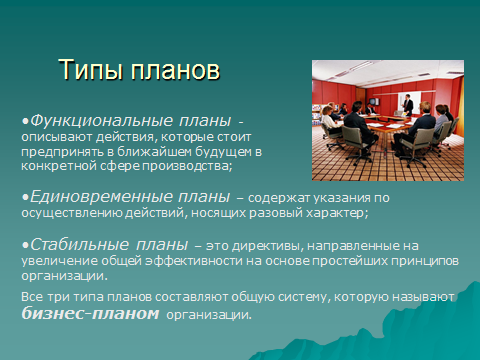 Типы планов
•Функциональные планы -
описывают действия, которые стоит
предпринять в ближайшем будущем в
конкретной сфере производства;
•Единовременные планы – содержат указания по
осуществлению действий, носящих разовый характер;
•Стабильные планы – это директивы, направленные на
увеличение общей эффективности на основе простейших принципов
организации.
Все три типа планов составляют общую систему, которую называют
бизнес-планом организации.